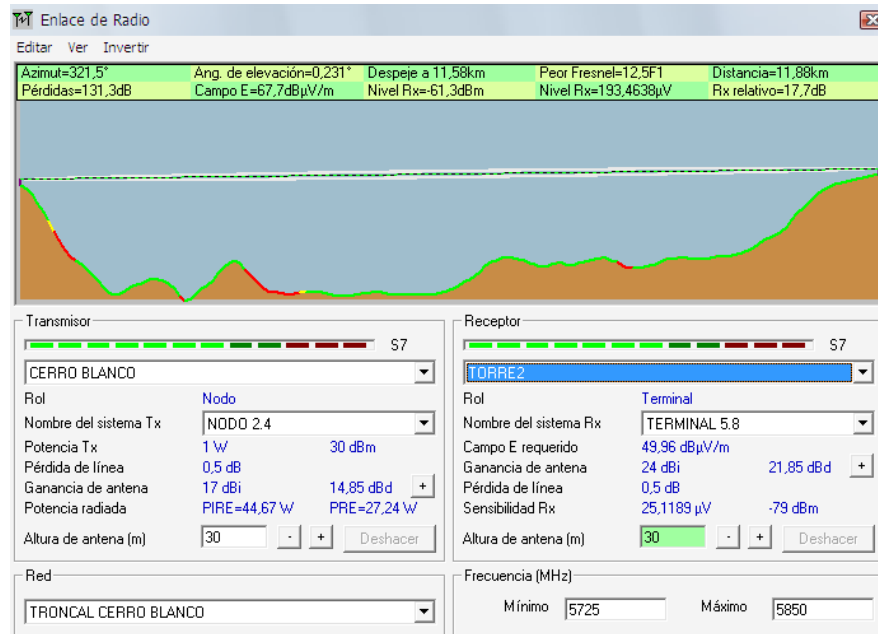 Enlace de Radio
Editar Ver Invertir
Azimut=321,5° Ang. de elevación=0,231° Despeje a 11,58km Peor Fresnel=12,5F1 Distancia=11,88km
Pérdidas=131,3dB Campo E=67,7dBµV/m Nivel Rx=-61,3dBm Nivel Rx=193,4638µV Rx relativo=17,7dB
Transmisor
S7
CERRO BLANCO
Rol Nodo
Nombre del sistema Tx NODO 2.4
Potencia Tx 1 W 30 dBm
Pérdida de línea 0,5 dB
Ganancia de antena 17 dBi 14,85 dBd +
Potencia radiada PIRE=44,67 W PRE=27,24 W
Altura de antena (m) 30 - + Deshacer
Red
TRONCAL CERRO BLANCO
Receptor
S7
TORRE2
Rol Terminal
Nombre del sistema Rx TERMINAL 5.8
Campo E requerido 49,96 dBµV/m
Ganancia de antena 24 dBi 21,85 dBd +
Pérdida de línea 0,5 dB
Sensibilidad Rx 25,1189 µV -79 dBm
Altura de antena (m) 30 - + Deshacer
Frecuencia (MHz)
Mínimo 5725 Máximo 5850